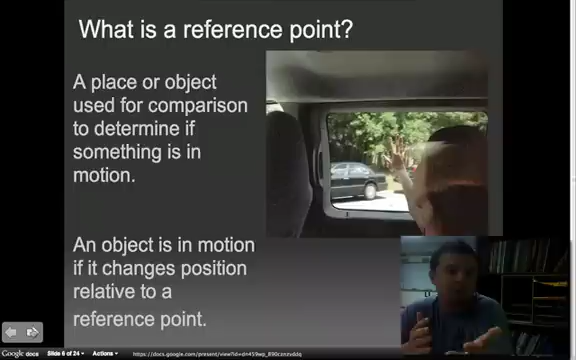 What is a reference point?
A place or object
used for comparison
to determine if
something is in
motion.
An object is in motion
if it changes position
relative to a
reference point.
Google docs Slide 6 of 24 Actions